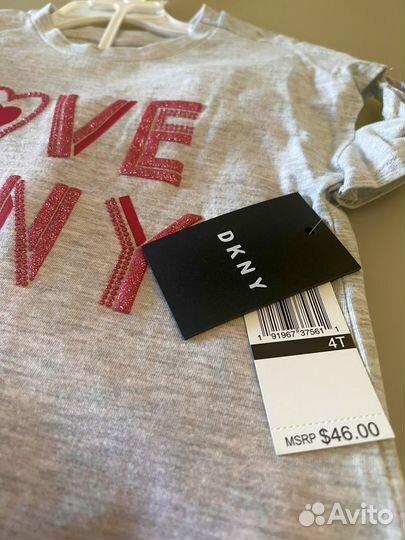 VE
NY
DKNY
1 91967 37561 1
4T
MSRP $46.00
Avito